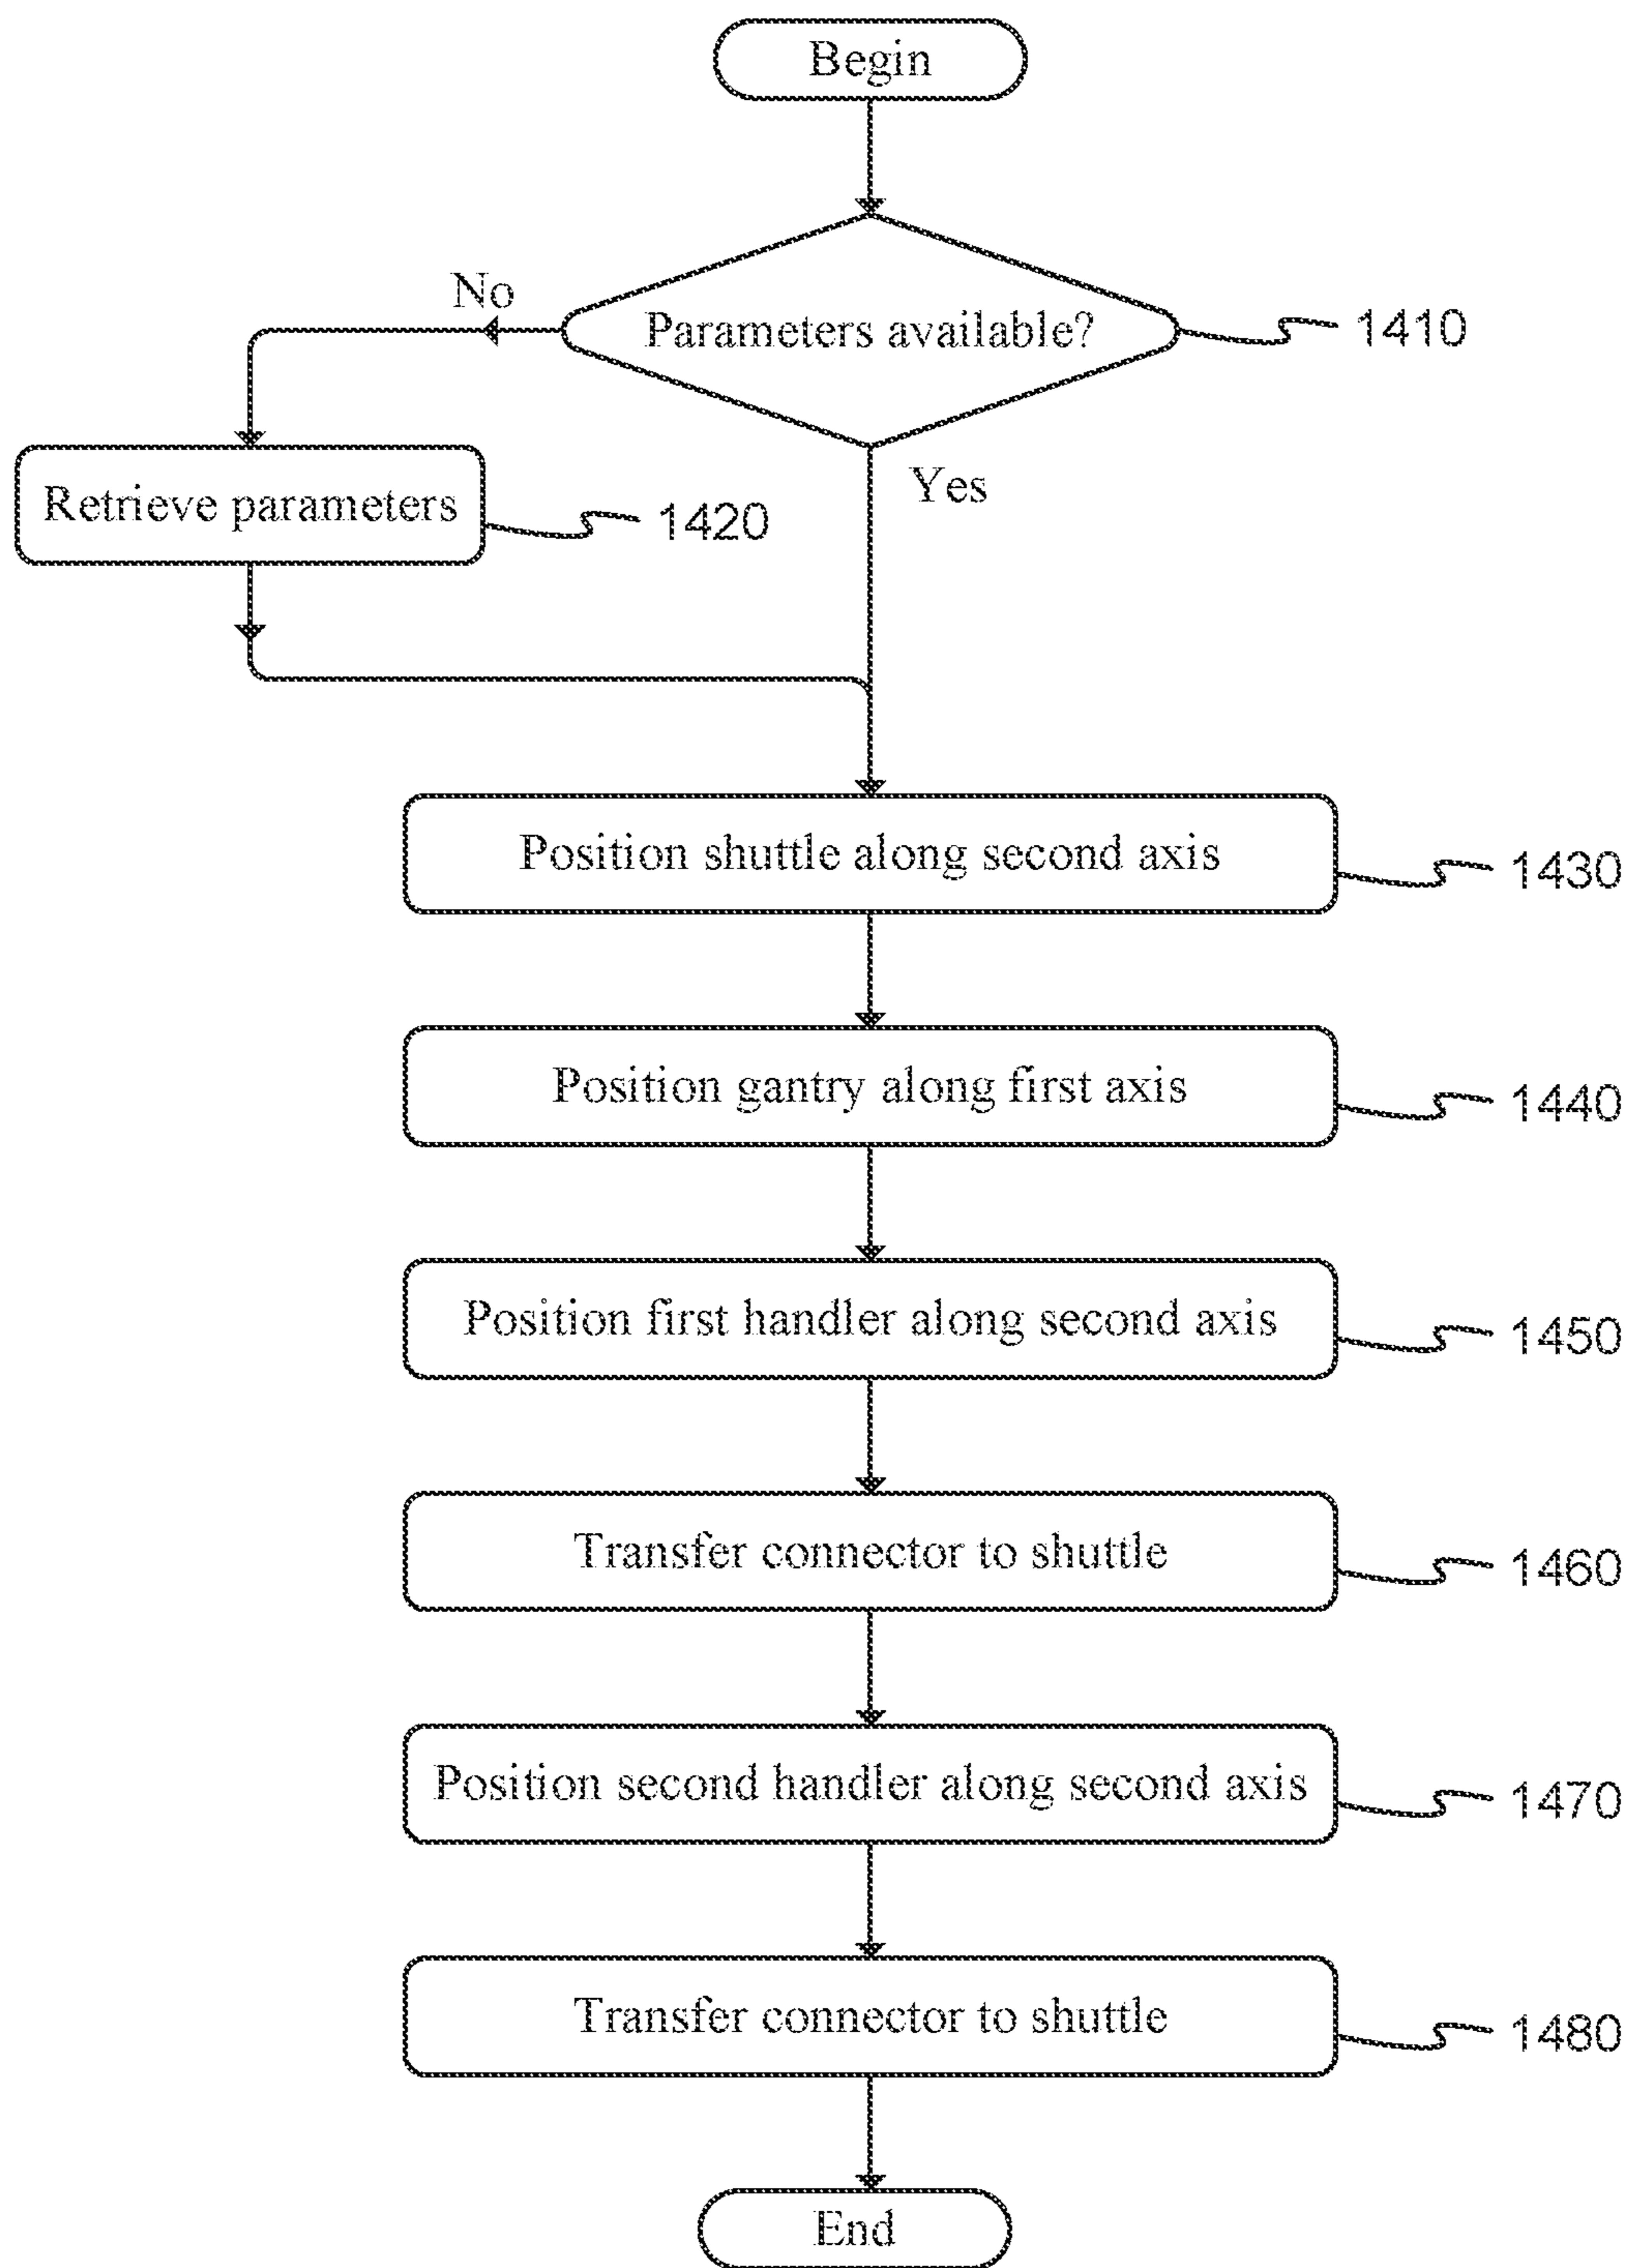 Begin
No
Parameters available?
1410
Yes
Retrieve parameters
1420
Position shuttle along second axis
1430
Position gantry along first axis
1440
Position first handler along second axis
1450
Transfer connector to shuttle
1460
Position second handler along second axis
1470
Transfer connector to shuttle
1480
End